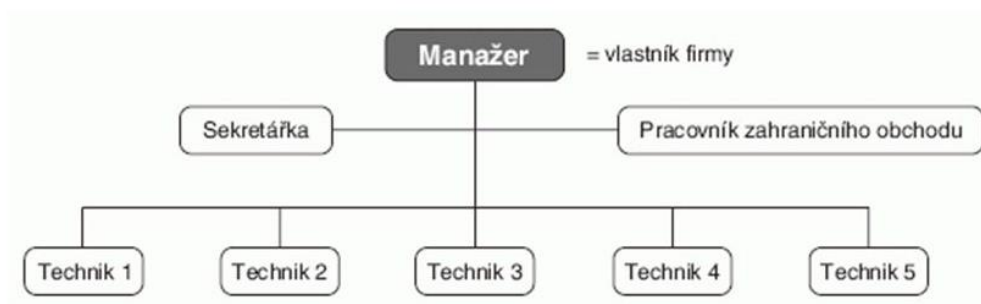 Manažer
= vlastník firmy
Sekretářka
Pracovník zahraničního obchodu
Technik 1
Technik 2
Technik 3
Technik 4
Technik 5